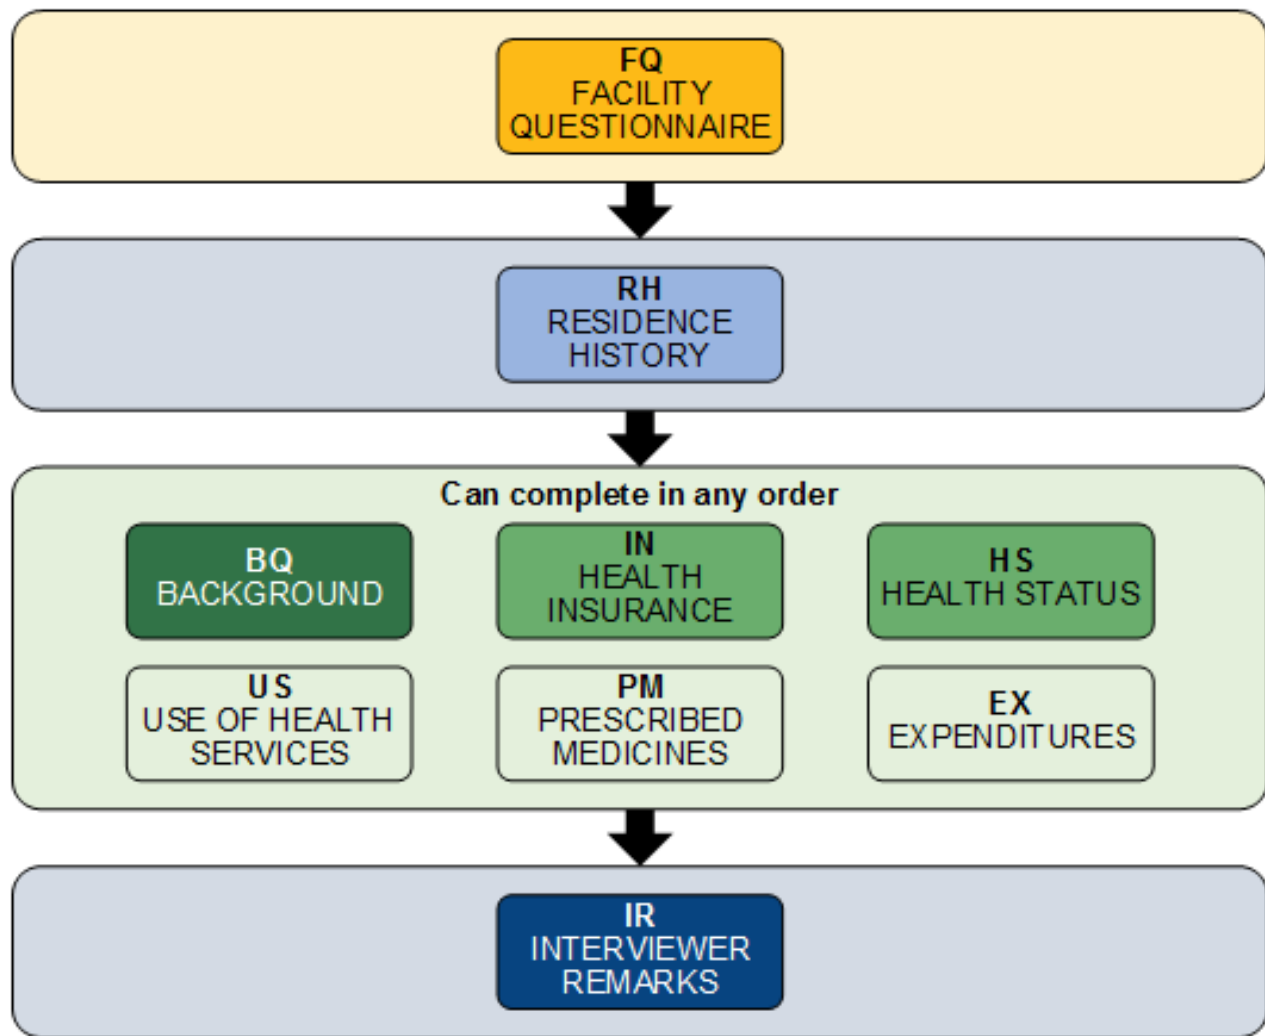 FQ
FACILITY
QUESTIONNAIRE
RH
RESIDENCE
HISTORY
Can complete in any order
BQ
BACKGROUND
IN
HEALTH
INSURANCE
HS
HEALTH STATUS
US
USE OF HEALTH
SERVICES
PM
PRESCRIBED
MEDICINES
EX
EXPENDITURES
IR
INTERVIEWER
REMARKS